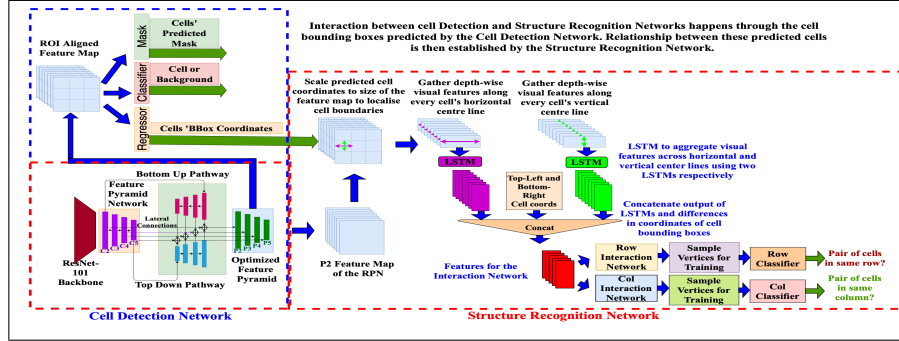 Interaction between cell Detection and Structure Recognition Networks happens through the cell
bounding boxes predicted by the Cell Detection Network. Relationship between these predicted cells
is then established by the Structure Recognition Network.
ROI Aligned
Feature Map
Mask
Cells'
Predicted
Mask
Classifier
Cell or
Background
Regressor
Cells 'BBox Coordinates
Bottom Up Pathway
Feature
Pyramid
Network
Lateral
Connections
C2
C3
C4
C5
P2
P3
P4
P5
ResNet-
101
Backbone
Top Down Pathway
Optimized
Feature
Pyramid
Cell Detection Network
Scale predicted cell
coordinates to size of the
feature map to localise
cell boundaries
P2 Feature Map
of the RPN
Gather depth-wise
visual features along
every cell's horizontal
centre line
Gather depth-wise
visual features along
every cell's vertical
centre line
LSTM
LSTM
LSTM to aggregate visual
features across horizontal and
vertical center lines using two
LSTMs respectively
Top-Left and
Bottom-
Right
Cell coords
Concatenate output of
LSTMs and differences
in coordinates of cell
bounding boxes
Concat
Features for the
Interaction Network
Row
Interaction
Network
Sample
Vertices for
Training
Row
Classifier
Pair of cells
in same row?
Col
Interaction
Network
Sample
Vertices for
Training
Col
Classifier
Pair of cells
in same
column?
Structure Recognition Network